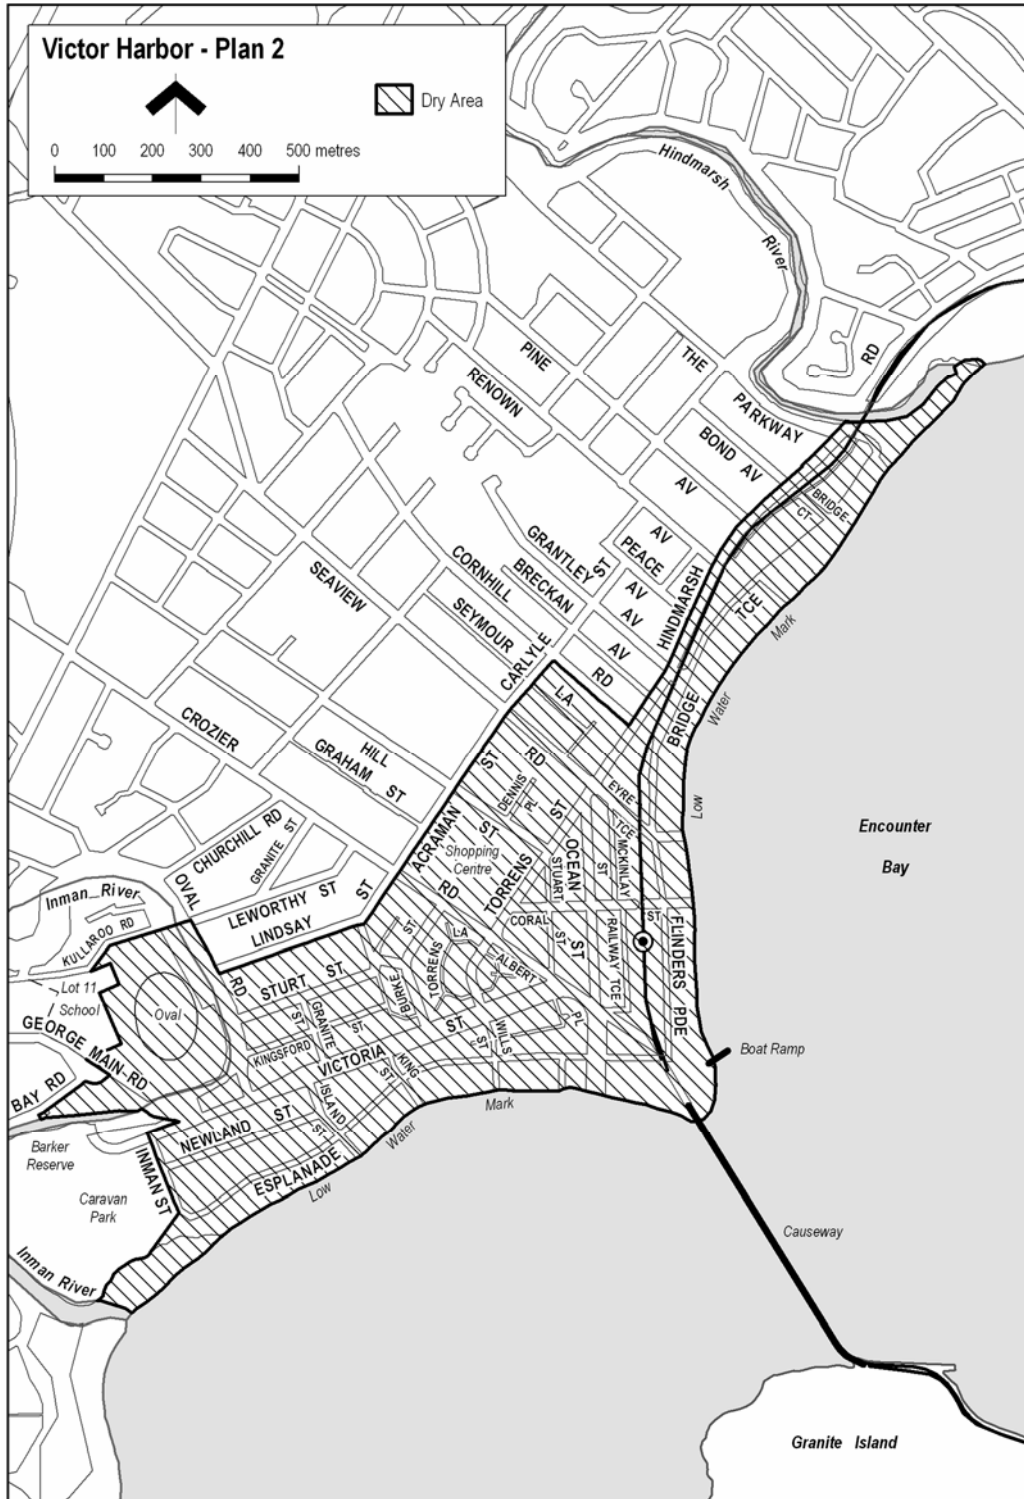 Victor Harbor - Plan 2
Dry Area
0 100 200 300 400 500 metres
Hindmarsh
River
RD
PINE
THE
RENOWN
PARKWAY
BOND AV
AV
BRIDGE
CT
AV
GRANTLEY
ST
PEACE
CORNHILL
BRECKAN
AV
SEAVIEW
SEYMOUR
AV
HINDMARSH
TCE
Mark
CARLYLE
AV
RD
LA
BRIDGE
Water
CROZIER
HILL
GRAHAM ST
ST
RD
DENNIS
PL
EYRE
TCE
Low
ACRAMAN
ST
ST
Encounter
Bay
CHURCHILL RD
GRANITE ST
Shopping
Centre
OCEAN
STUART
ST
MCKINLAY
OVAL
RD
TORRENS
Inman River
LEWORTHY ST
LINDSAY ST
KULLAROO RD
ST
CORAL
ST
ST
RAILWAY TCE
ST
FLINDERS PDE
TORRENS
LA
ALBERT
Lot 11
School
Oval
RD
STURT ST
BURKE
GEORGE MAIN RD
ST
GRANITE
ST
ST
PL
KINGSFORD
VICTORIA
KING
ST
WILLS
ST
Boat Ramp
BAY RD
ISLAND
ST
NEWLAND ST
Mark
Water
Barker
Reserve
INMAN ST
ESPLANADE
Low
Caravan
Park
Causeway
Inman River
Granite Island